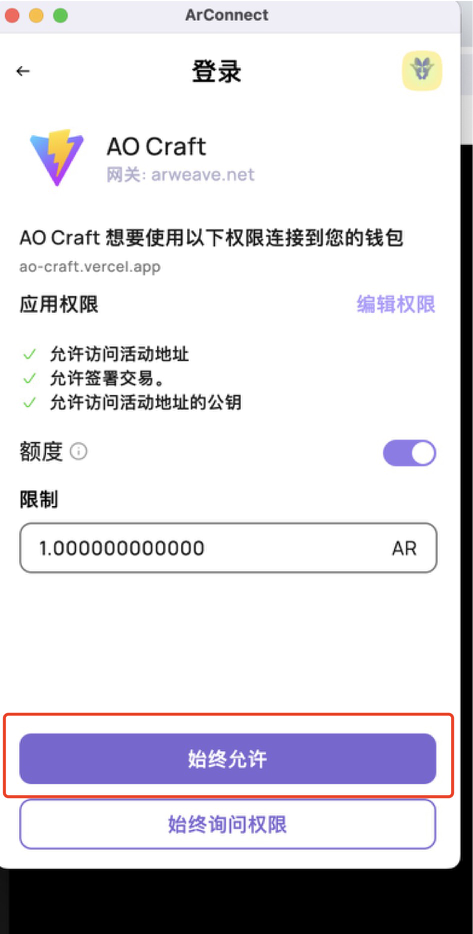 ArConnect
登录
AO Craft
网关: arweave.net
AO Craft 想要使用以下权限连接到您的钱包
ao-craft.vercel.app
应用权限
编辑权限
允许访问活动地址
允许签署交易。
允许访问活动地址的公钥
额度
限制
1.000000000000
AR
始终允许
始终询问权限